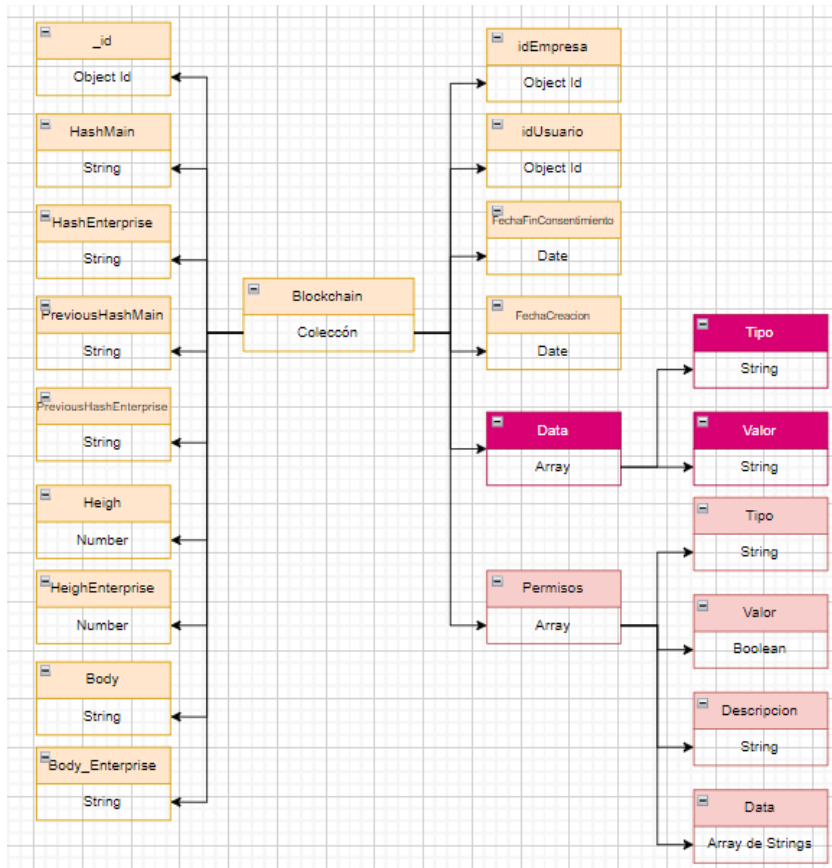 _id
Object Id
HashMain
String
HashEnterprise
String
PreviousHashMain
String
PreviousHashEnterprise
String
Heigh
Number
HeighEnterprise
Number
Body
String
Body_Enterprise
String
Blockchain
Coleccón
idEmpresa
Object Id
idUsuario
Object Id
FechaFinConsentimiento
Date
FechaCreacion
Date
Data
Array
Permisos
Array
Tipo
String
Valor
String
Tipo
String
Valor
Boolean
Descripcion
String
Data
Array de Strings